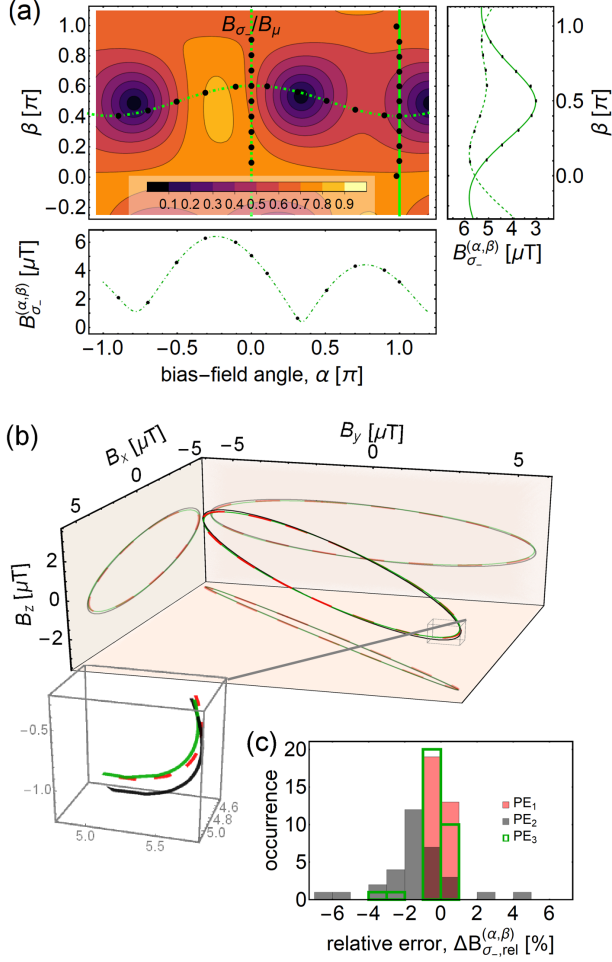 (a)
B_σ₋/B_μ
β [π]
1.0
0.8
0.6
0.4
0.2
0.0
-0.2
0.1 0.2 0.3 0.4 0.5 0.6 0.7 0.8 0.9
1.0
0.5
0.0
β [π]
6 5 4 3
B_σ₋^(α,β) [μT]
B_σ₋^(α,β) [μT]
6
4
2
0
-1.0 -0.5 0.0 0.5 1.0
bias-field angle, α [π]
(b)
B_x [μT]
5 0 -5
B_y [μT]
-5 0 5
B_z [μT]
2
0
-2
-0.5
-1.0
5.0 5.5
4.6
4.8
5.0
(c)
occurrence
20
15
10
5
0
PE₁
PE₂
PE₃
-6 -4 -2 0 2 4 6
relative error, ΔB_σ₋,rel^(α,β) [%]